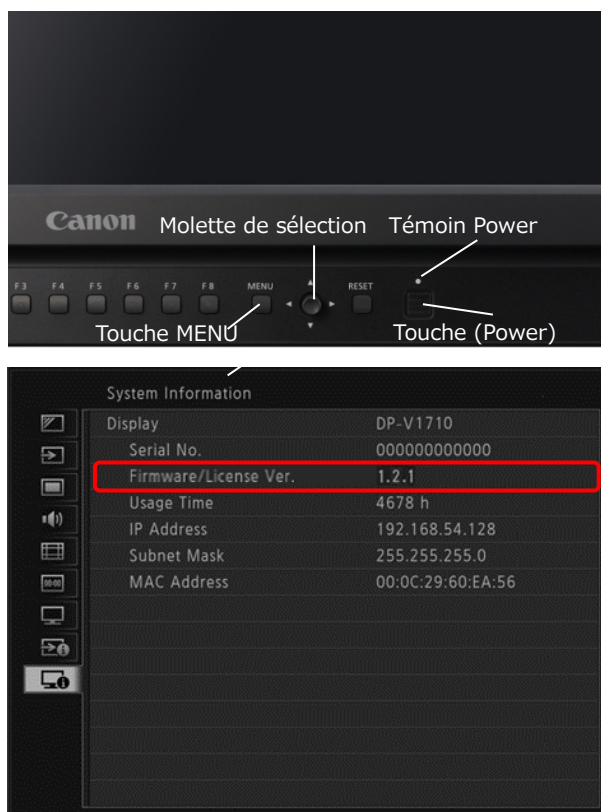 Canon
Molette de sélection
Témoin Power
F3 F4 F5 F6 F7 F8 MENU RESET
Touche MENU
Touche (Power)
System Information
Display DP-V1710
Serial No. 000000000000
Firmware/License Ver. 1.2.1
Usage Time 4678 h
IP Address 192.168.54.128
Subnet Mask 255.255.255.0
MAC Address 00:0C:29:60:EA:56
00:00